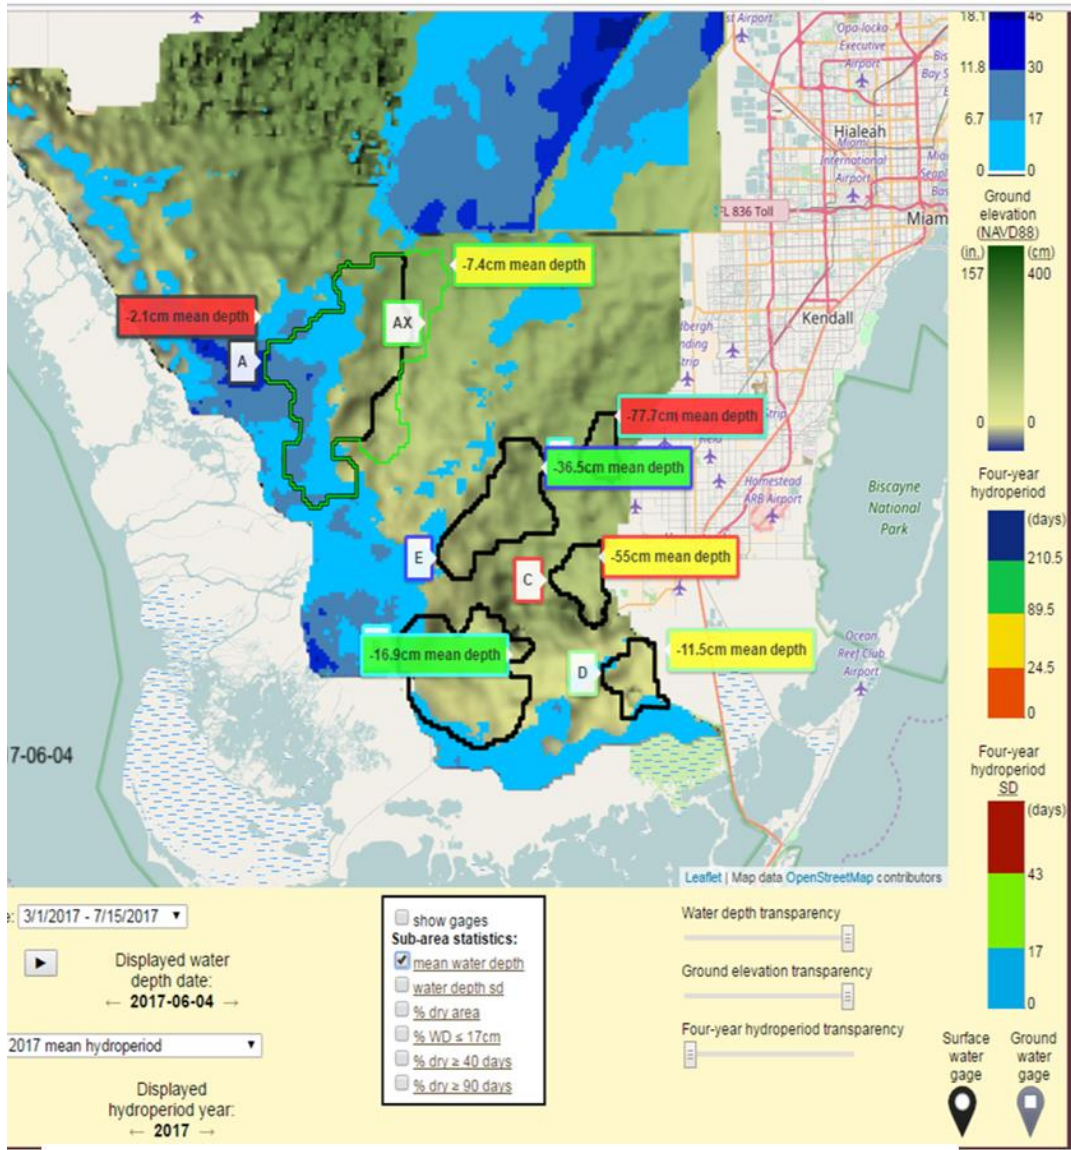 st Airport
Opa-locka
Executive
Airport
Hialeah
Miami
International
Airport
FL 836 Toll
Miam
Kendall
Homestead
ARB Airport
Biscayne
National
Park
Ocean
Reef Club
Airport
-7.4cm mean depth
-2.1cm mean depth
AX
A
-77.7cm mean depth
-36.5cm mean depth
E
-55cm mean depth
C
-16.9cm mean depth
-11.5cm mean depth
D
7-06-04
Leaflet | Map data OpenStreetMap contributors
18.1 46
11.8 30
6.7 17
0 0
Ground
elevation
(NAVD88)
(in.) (cm)
157 400
0 0
Four-year
hydroperiod
(days)
210.5
89.5
24.5
0
Four-year
hydroperiod
SD
(days)
43
17
0
Surface
water
gage
Ground
water
gage
3/1/2017 - 7/15/2017
Displayed water
depth date:
← 2017-06-04 →
2017 mean hydroperiod
Displayed
hydroperiod year:
← 2017 →
show gages
Sub-area statistics:
mean water depth
water depth sd
% dry area
% WD ≤ 17cm
% dry ≥ 40 days
% dry ≥ 90 days
Water depth transparency
Ground elevation transparency
Four-year hydroperiod transparency